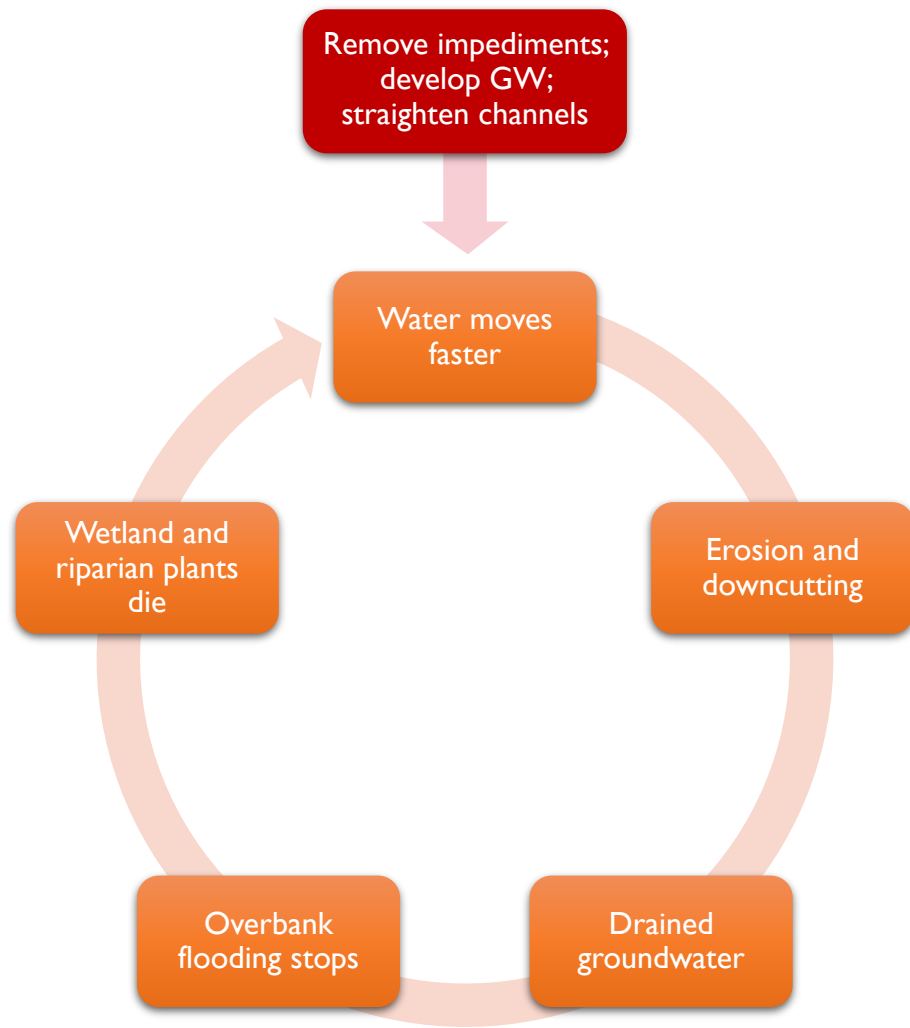 Remove impediments;
develop GW;
straighten channels
Water moves
faster
Erosion and
downcutting
Drained
groundwater
Overbank
flooding stops
Wetland and
riparian plants
die